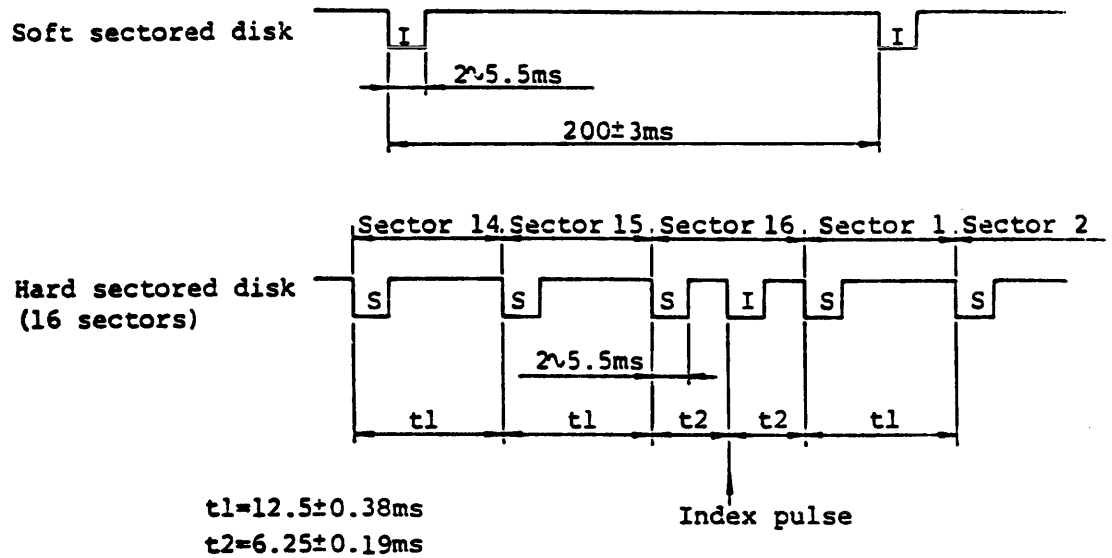 Soft sectored disk
I
I
2~5.5ms
200±3ms
Sector 14
Sector 15
Sector 16
Sector 1
Sector 2
Hard sectored disk
(16 sectors)
S
S
S
I
S
S
2~5.5ms
t1
t1
t2
t2
t1
t1=12.5±0.38ms
t2=6.25±0.19ms
Index pulse